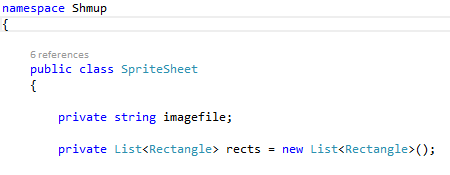 namespace Shmup
{
6 references
public class SpriteSheet
{
private string imagefile;
private List<Rectangle> rects = new List<Rectangle>();